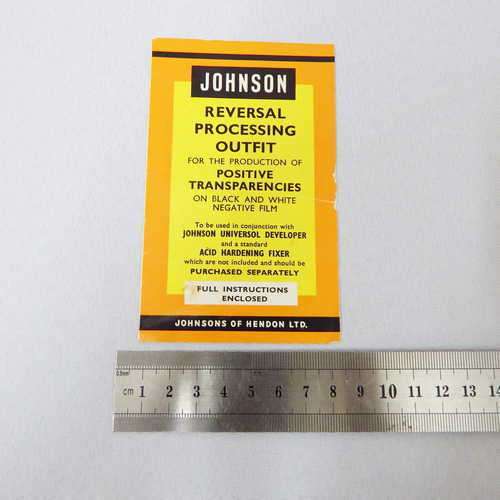 JOHNSON
REVERSAL
PROCESSING
OUTFIT
FOR THE PRODUCTION OF
POSITIVE
TRANSPARENCIES
ON BLACK AND WHITE
NEGATIVE FILM
To be used in conjunction with
JOHNSON UNIVERSOL DEVELOPER
and a standard
ACID HARDENING FIXER
which are not included and should be
PURCHASED SEPARATELY
FULL INSTRUCTIONS
ENCLOSED
JOHNSONS OF HENDON LTD.
0.5mm
cm 1 2 3 4 5 6 7 8 9 10 11 12 13 14